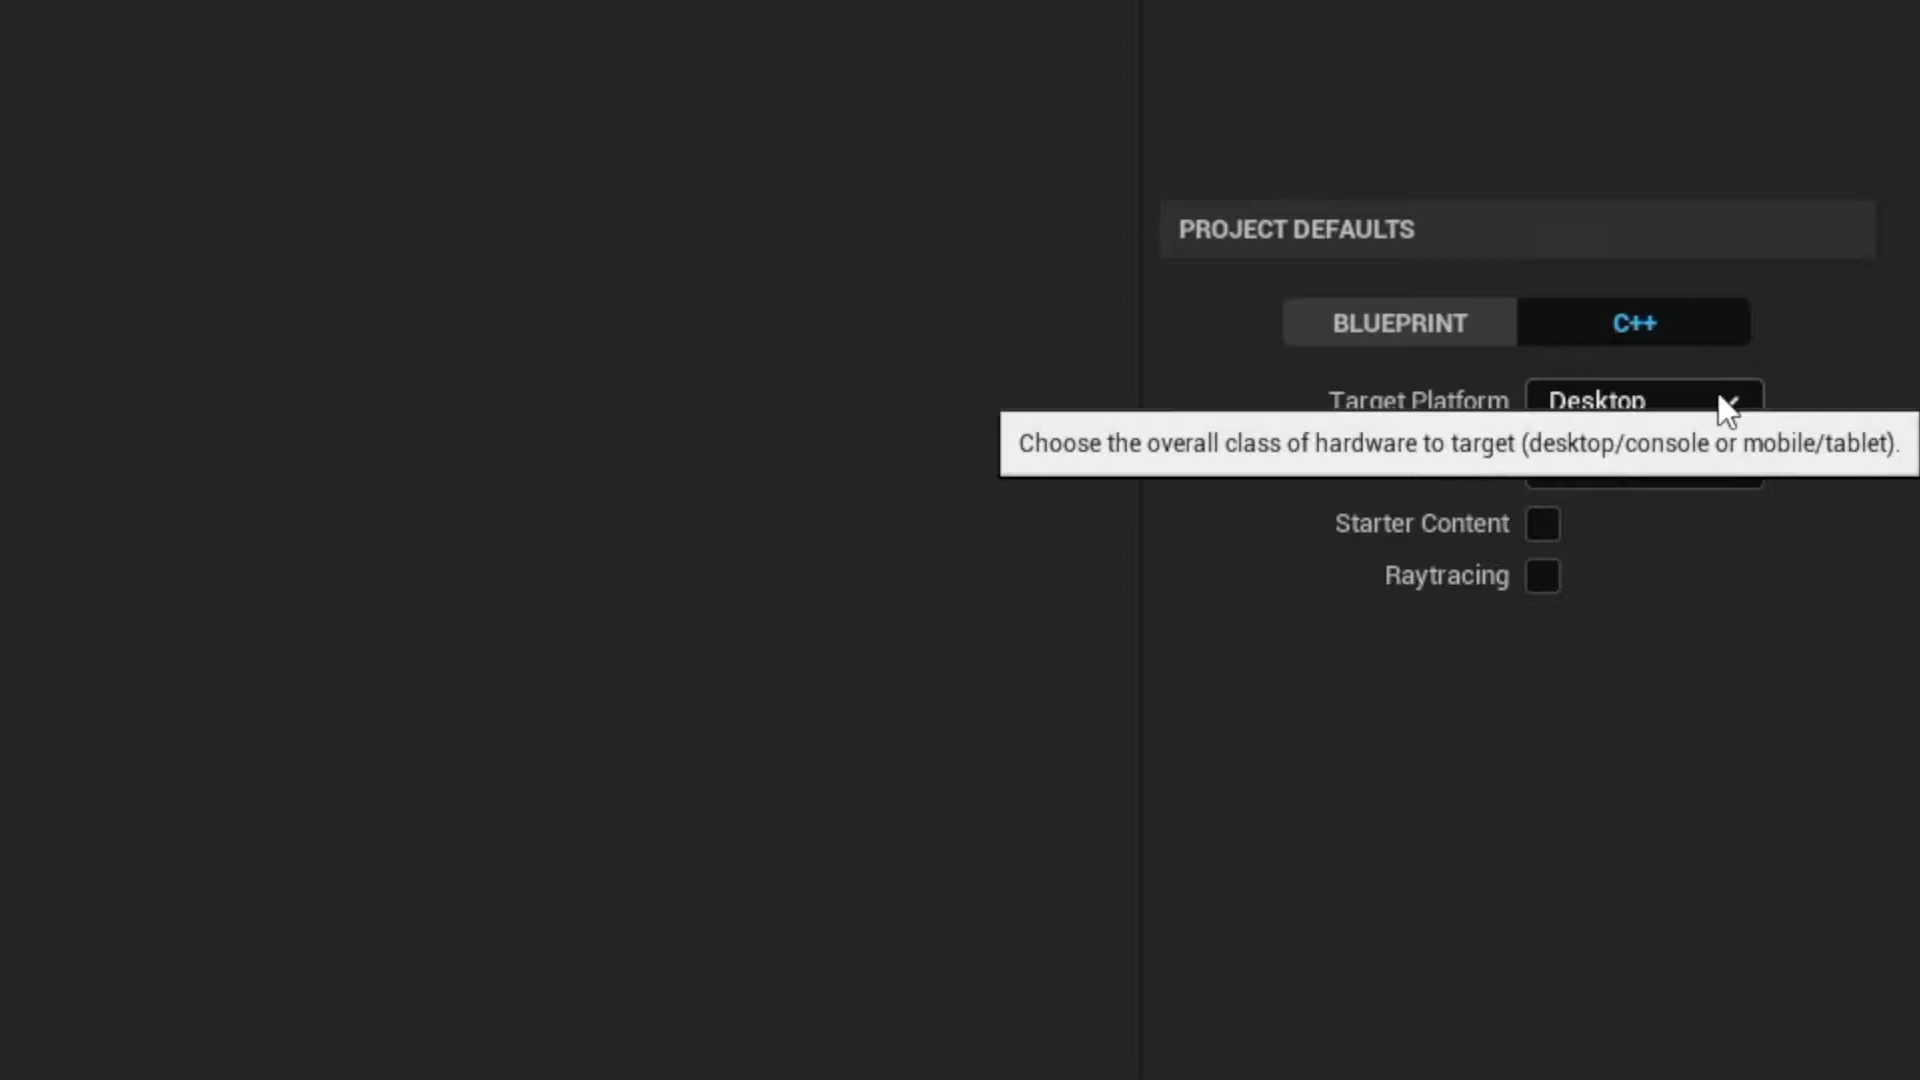 PROJECT DEFAULTS
BLUEPRINT C++
Target Platform Desktop
Choose the overall class of hardware to target (desktop/console or mobile/tablet).
Starter Content
Raytracing